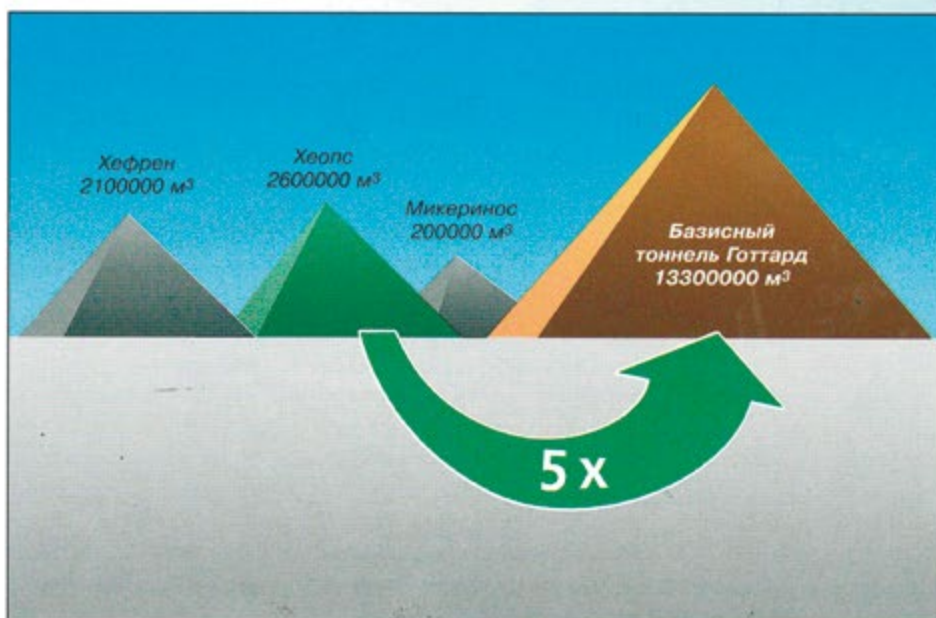 Хефрен
2100000 м³
Хеопс
2600000 м³
Микеринос
200000 м³
Базисный
тоннель Готтард
13300000 м³
5 x